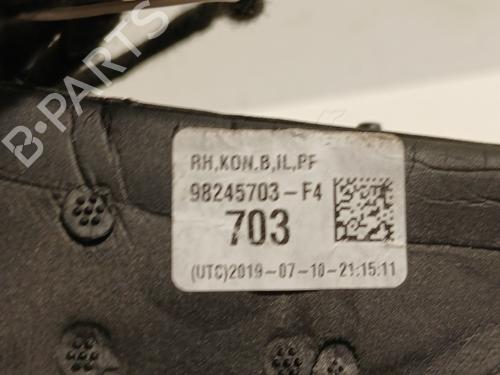 B-PARTS
RH,KON,B,IL,PF
98245703-F4
703
(UTC)2019-07-10-21:15:11